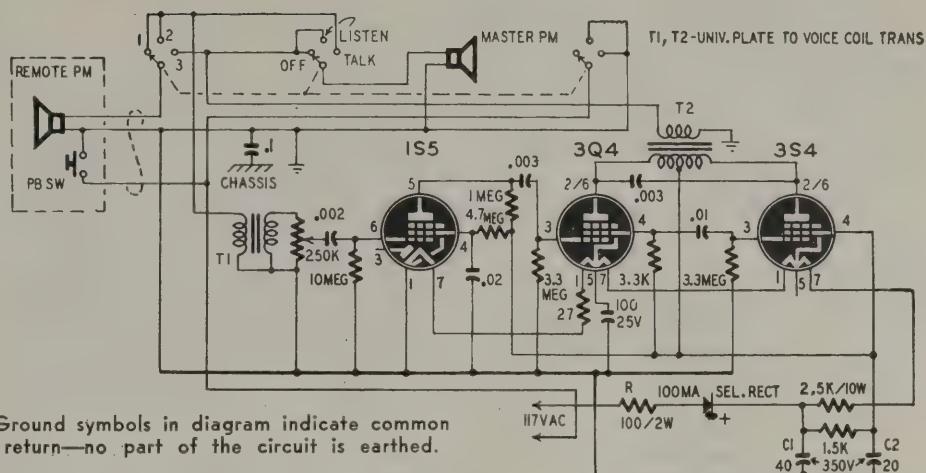 1 2 LISTEN MASTER PM T1, T2-UNIV. PLATE TO VOICE COIL TRANS
3 OFF TALK
REMOTE PM
T2
1S5 3Q4 3S4
.1
PB SW CHASSIS
.003
5 2/6 .003 2/6
1MEG
4.7MEG
.002 .01
6 4 3 4 3 4
3
T1 250K
10MEG 1 7 .02 3.3 MEG 1 5 7 3.3K 3.3MEG 1 5 7
27 100 25V
R 100MA SEL. RECT 2,5K/10W
117VAC 100/2W +
1.5K
C1 350V C2
40 20
Ground symbols in diagram indicate common
return—no part of the circuit is earthed.